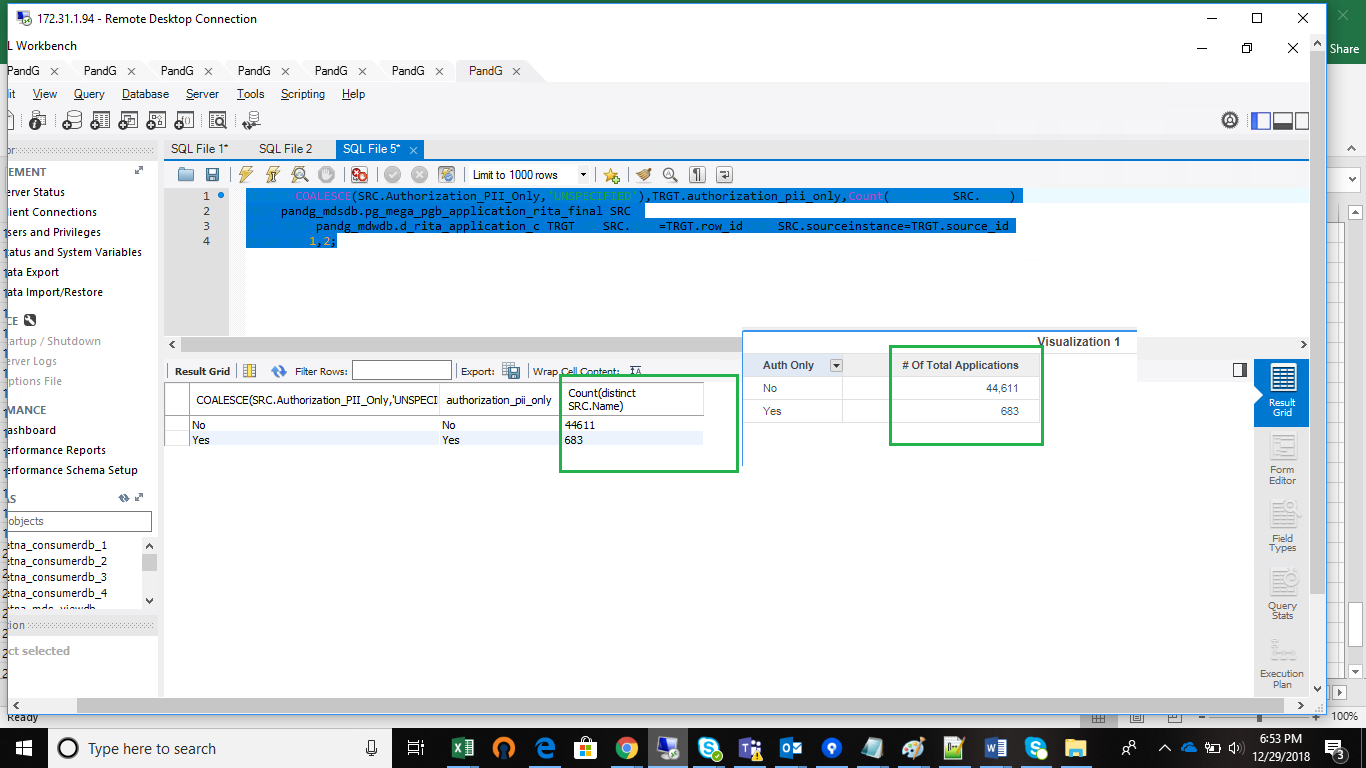 172.31.1.94 - Remote Desktop Connection
L Workbench
Share
PandG
PandG
PandG
PandG
PandG
PandG
PandG
it View Query Database Server Tools Scripting Help
or:
SQL File 1*
SQL File 2
SQL File 5*
EMENT
erver Status
lient Connections
sers and Privileges
tatus and System Variables
ata Export
ata Import/Restore
CE
artup / Shutdown
erver Logs
ptions File
MANCE
ashboard
erformance Reports
erformance Schema Setup
AS
objects
etna_consumerdb_1
etna_consumerdb_2
etna_consumerdb_3
etna_consumerdb_4
etna_mds_viewdb
tion
ct selected
Limit to 1000 rows
1 COALESCE(SRC.Authorization_PII_Only,'UNSPECIFIED'),TRGT.authorization_pii_only,Count( SRC. )
2 pandg_mdsdb.pg_mega_pgb_application_rita_final SRC
3 pandg_mdwdb.d_rita_application_c TRGT SRC. =TRGT.row_id SRC.sourceinstance=TRGT.source_id
4 1,2;
Result Grid
Filter Rows:
Export:
Wrap Cell Content:
COALESCE(SRC.Authorization_PII_Only,'UNSPECI
authorization_pii_only
Count(distinct
SRC.Name)
No No 44611
Yes Yes 683
Visualization 1
Auth Only # Of Total Applications
No 44,611
Yes 683
Result
Grid
Form
Editor
Field
Types
Query
Stats
Execution
Plan
Ready
100%
Type here to search
6:53 PM
12/29/2018
3